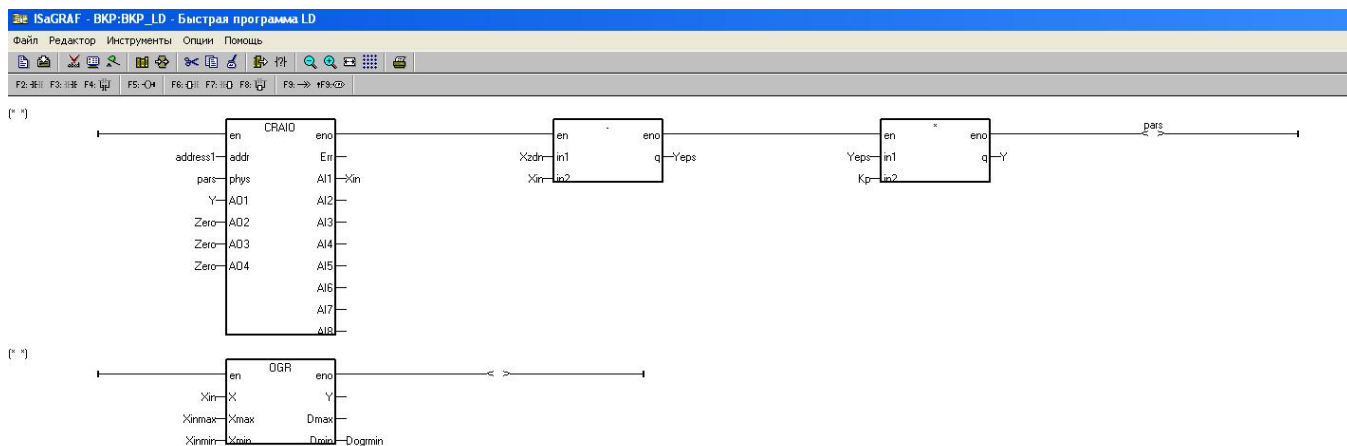 ISaGRAF - BKP:BKP_LD - Быстрая программа LD
Файл Редактор Инструменты Опции Помощь
F2: F3: F4: F5: F6: F7: F8: F9: ↑F9:
(* *)
CRAIO
en eno
address1 addr Err
pars phys AI1 Xin
Y AO1 AI2
Zero AO2 AI3
Zero AO3 AI4
Zero AO4 AI5
AI6
AI7
AI8
-
en eno
Xzdn in1 q Yeps
Xin in2
*
en eno
Yeps in1 q Y
Kp in2
pars
(* *)
OGR
en eno
Xin X Y
Xinmax Xmax Dmax
Xinmin Xmin Dmin Dogrmin